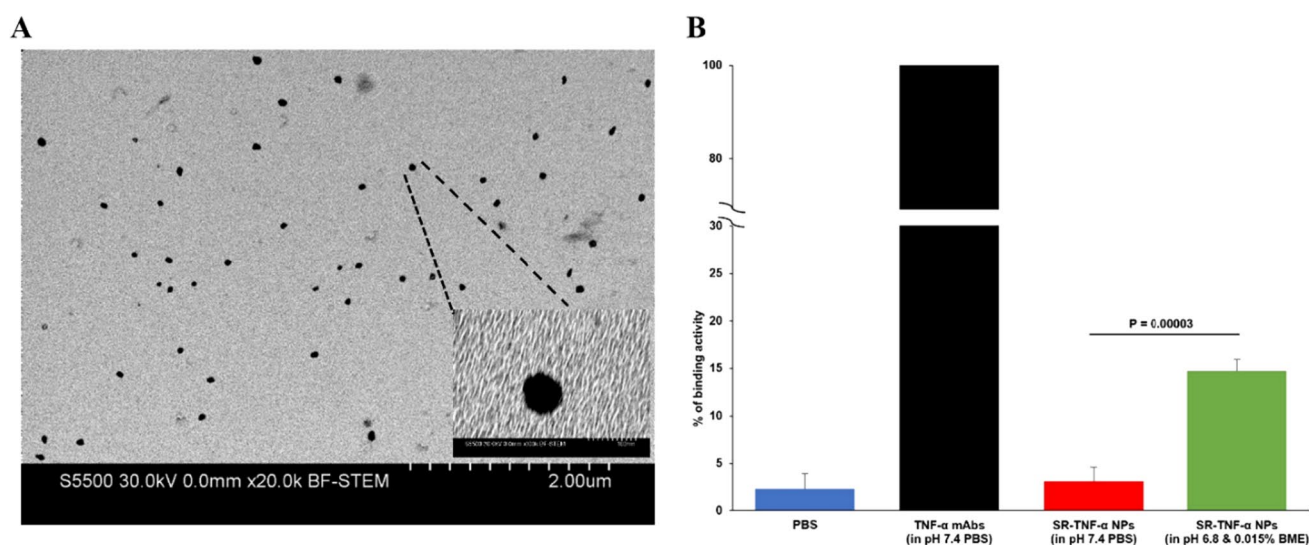 A
S5500 30.0kV 0.0mm x20.0k BF-STEM 2.00um
B
% of binding activity
100
80
30
25
20
15
10
5
0
P = 0.00003
PBS
TNF-α mAbs
(in pH 7.4 PBS)
SR-TNF-α NPs
(in pH 7.4 PBS)
SR-TNF-α NPs
(in pH 6.8 & 0.015% BME)